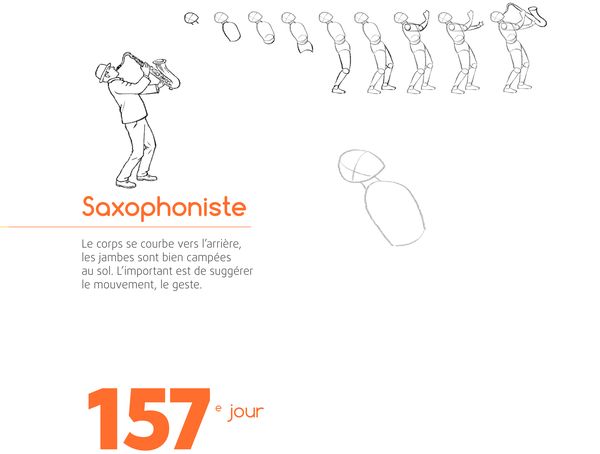 Saxophoniste
Le corps se courbe vers l’arrière,
les jambes sont bien campées
au sol. L’important est de suggérer
le mouvement, le geste.
157e jour